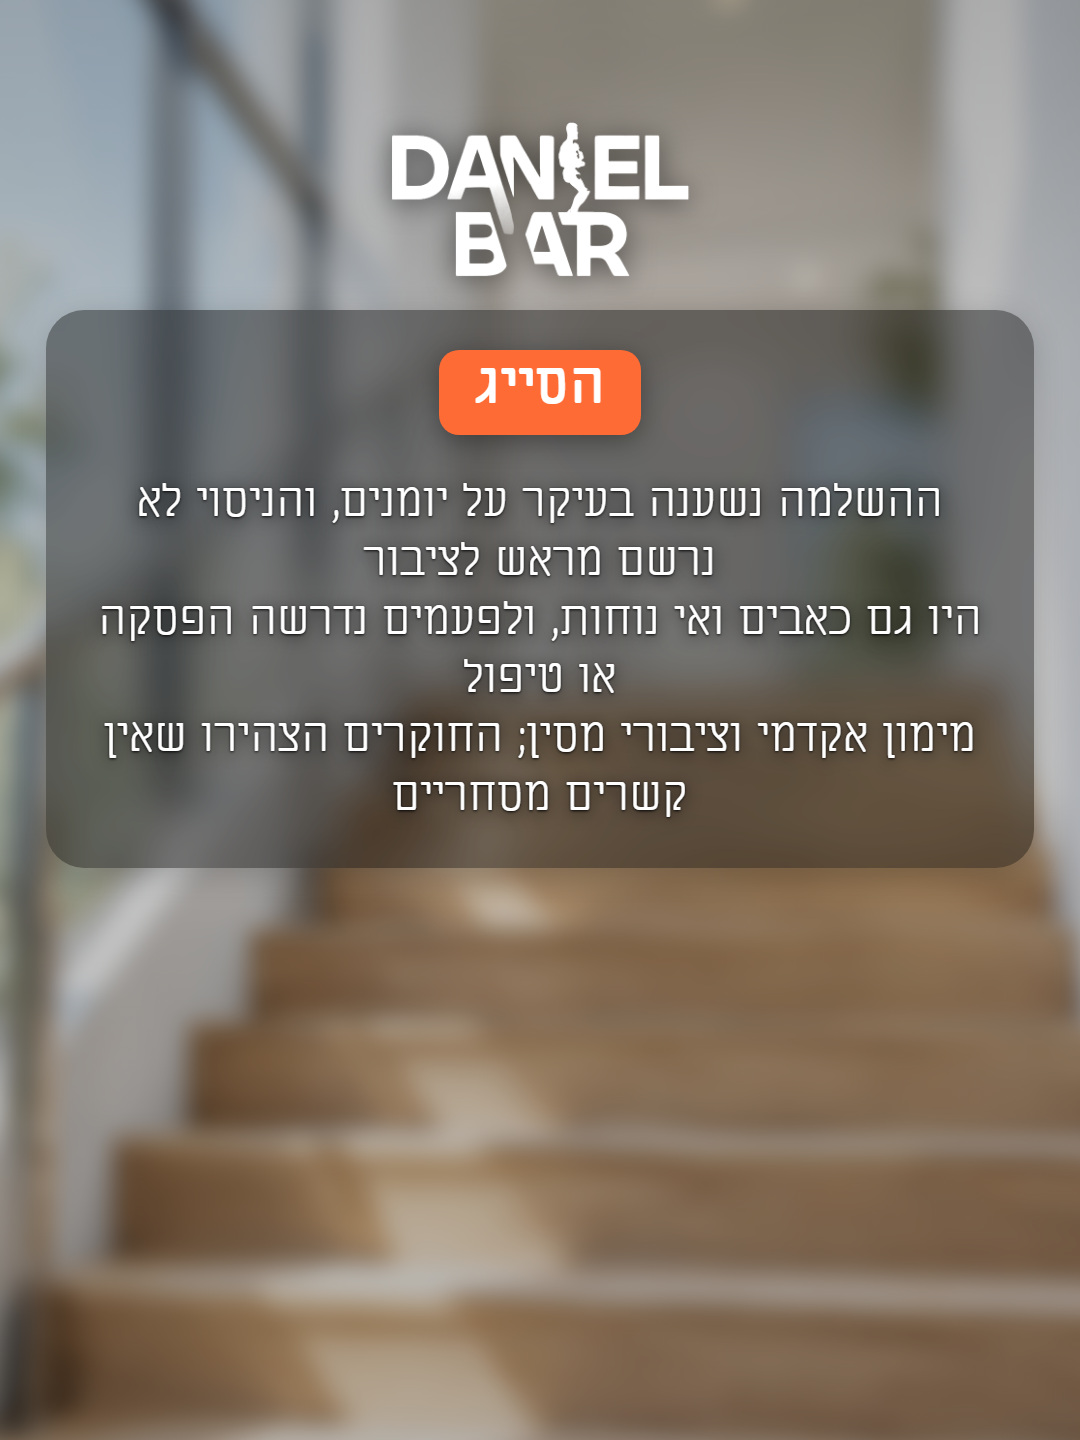 DANIEL
BAR
הסייג
ההשלמה נשענה בעיקר על יומנים, והניסוי לא
נרשם מראש לציבור
היו גם כאבים ואי נוחות, ולפעמים נדרשה הפסקה
או טיפול
מימון אקדמי וציבורי מסין; החוקרים הצהירו שאין
קשרים מסחריים